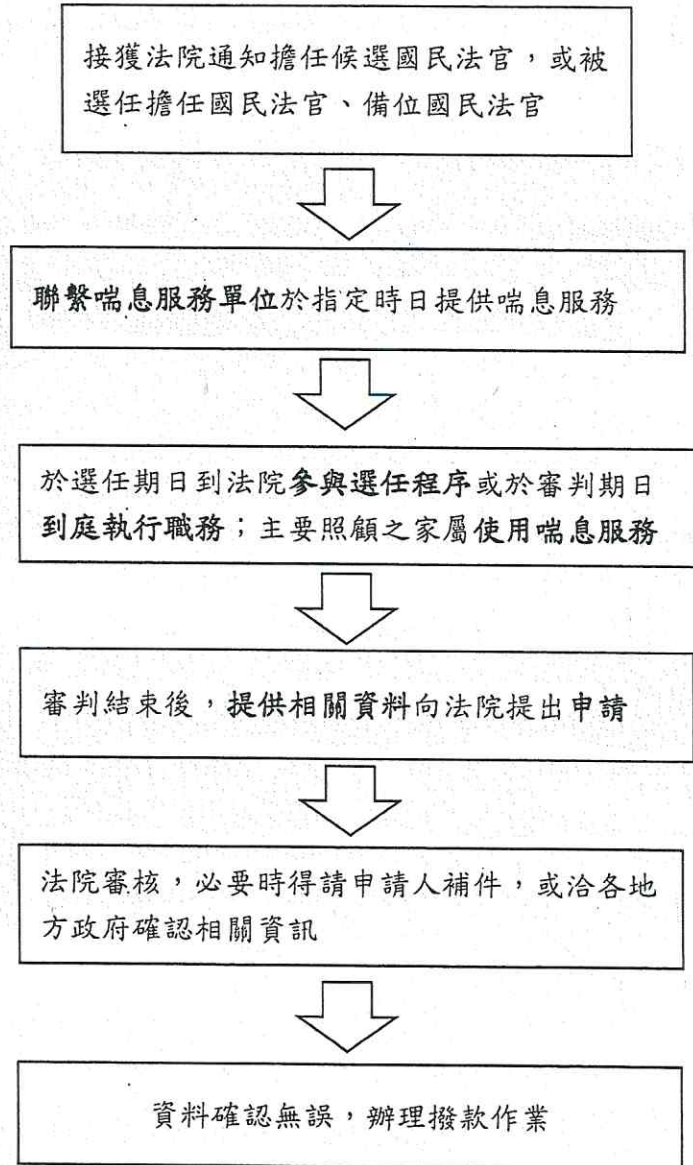 接獲法院通知擔任候選國民法官，或被
選任擔任國民法官、備位國民法官
聯繫喘息服務單位於指定時日提供喘息服務
於選任期日到法院參與選任程序或於審判期日
到庭執行職務；主要照顧之家屬使用喘息服務
審判結束後，提供相關資料向法院提出申請
法院審核，必要時得請申請人補件，或洽各地
方政府確認相關資訊
資料確認無誤，辦理撥款作業